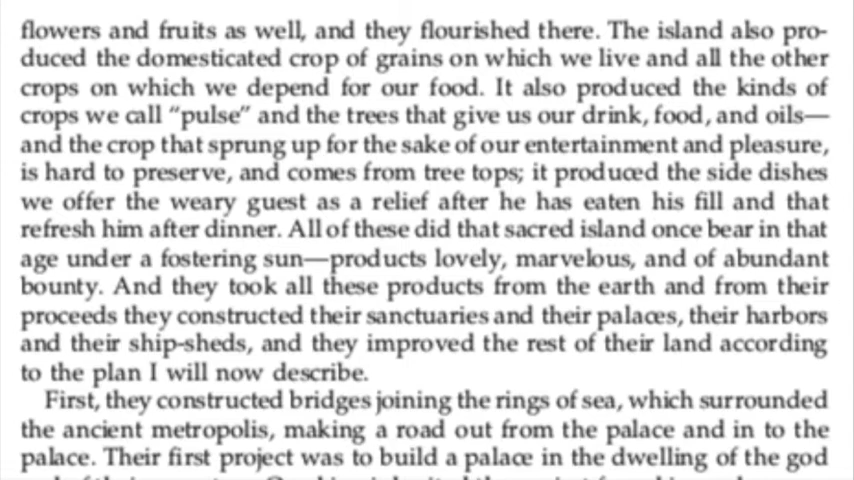 flowers and fruits as well, and they flourished there. The island also pro-
duced the domesticated crop of grains on which we live and all the other
crops on which we depend for our food. It also produced the kinds of
crops we call “pulse” and the trees that give us our drink, food, and oils—
and the crop that sprung up for the sake of our entertainment and pleasure,
is hard to preserve, and comes from tree tops; it produced the side dishes
we offer the weary guest as a relief after he has eaten his fill and that
refresh him after dinner. All of these did that sacred island once bear in that
age under a fostering sun—products lovely, marvelous, and of abundant
bounty. And they took all these products from the earth and from their
proceeds they constructed their sanctuaries and their palaces, their harbors
and their ship-sheds, and they improved the rest of their land according
to the plan I will now describe.
First, they constructed bridges joining the rings of sea, which surrounded
the ancient metropolis, making a road out from the palace and in to the
palace. Their first project was to build a palace in the dwelling of the god